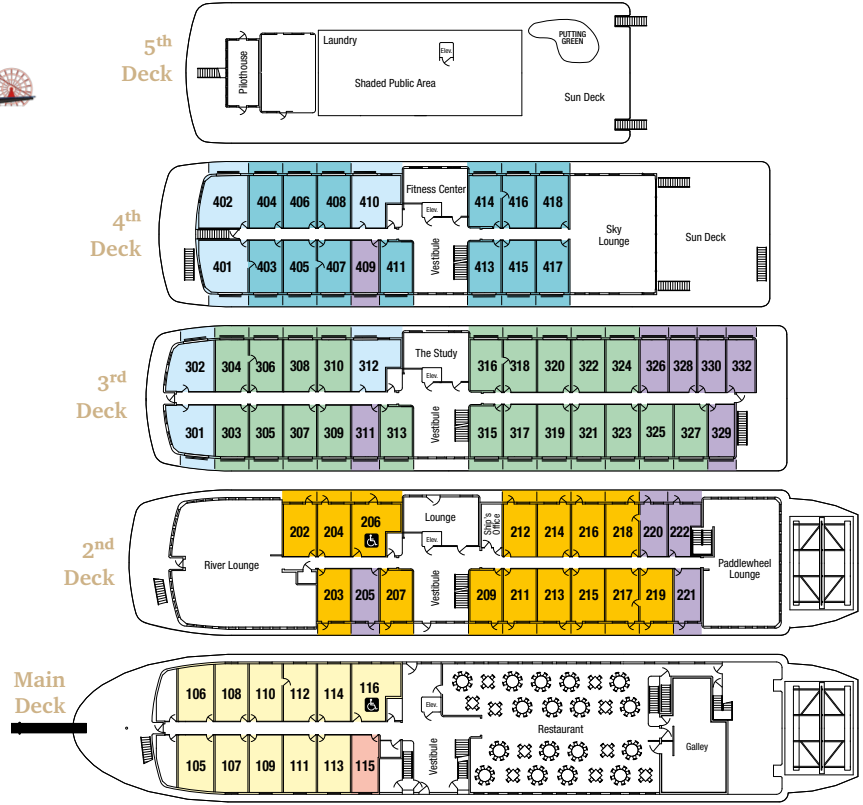 5th
Deck
Pilothouse
Laundry
Elev.
Shaded Public Area
PUTTING
GREEN
Sun Deck
4th
Deck
402 404 406 408 410
Fitness Center
Elev.
414 416 418
401 403 405 407 409 411
Vestibule
413 415 417
Sky
Lounge
Sun Deck
3rd
Deck
302 304 306 308 310 312
The Study
Elev.
316 318 320 322 324 326 328 330 332
301 303 305 307 309 311 313
Vestibule
315 317 319 321 323 325 327 329
2nd
Deck
River Lounge
202 204 206
Lounge
Elev.
Ship's
Office
212 214 216 218 220 222
203 205 207
Vestibule
209 211 213 215 217 219 221
Paddlewheel
Lounge
Main
Deck
106 108 110 112 114 116
Elev.
105 107 109 111 113 115
Vestibule
Restaurant
Galley